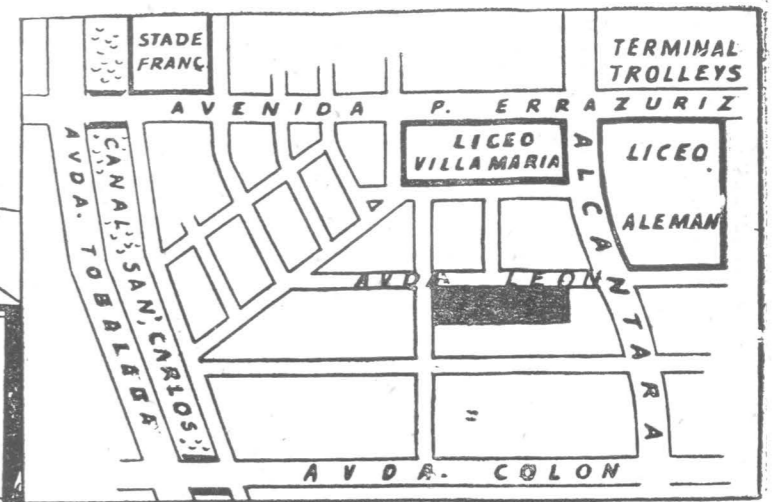 STADE
FRANÇ.
TERMINAL
TROLLEYS
AVENIDA P. ERRAZURIZ
LICEO
VILLA MARIA
LICEO
ALEMAN
ALCANTARA
AVDA. TOBALABA
CANAL SAN CARLOS
AVDA LEON
AVDA. COLON